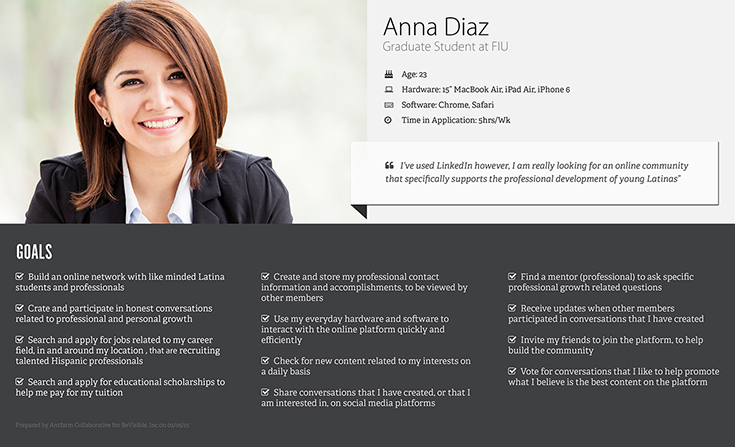 Anna Diaz
Graduate Student at FIU
Age: 23
Hardware: 15" MacBook Air, iPad Air, iPhone 6
Software: Chrome, Safari
Time in Application: 5hrs/Wk
“ I've used LinkedIn however, I am really looking for an online community
that specifically supports the professional development of young Latinas”
GOALS
Build an online network with like minded Latina
students and professionals
Crate and participate in honest conversations
related to professional and personal growth
Search and apply for jobs related to my career
field, in and around my location , that are recruiting
talented Hispanic professionals
Search and apply for educational scholarships to
help me pay for my tuition
Create and store my professional contact
information and accomplishments, to be viewed by
other members
Use my everyday hardware and software to
interact with the online platform quickly and
efficiently
Check for new content related to my interests on
a daily basis
Share conversations that I have created, or that I
am interested in, on social media platforms
Find a mentor (professional) to ask specific
professional growth related questions
Receive updates when other members
participated in conversations that I have created
Invite my friends to join the platform, to help
build the community
Vote for conversations that I like to help promote
what I believe is the best content on the platform
Prepared by Antfarm Collaborative for BeVisible, Inc on